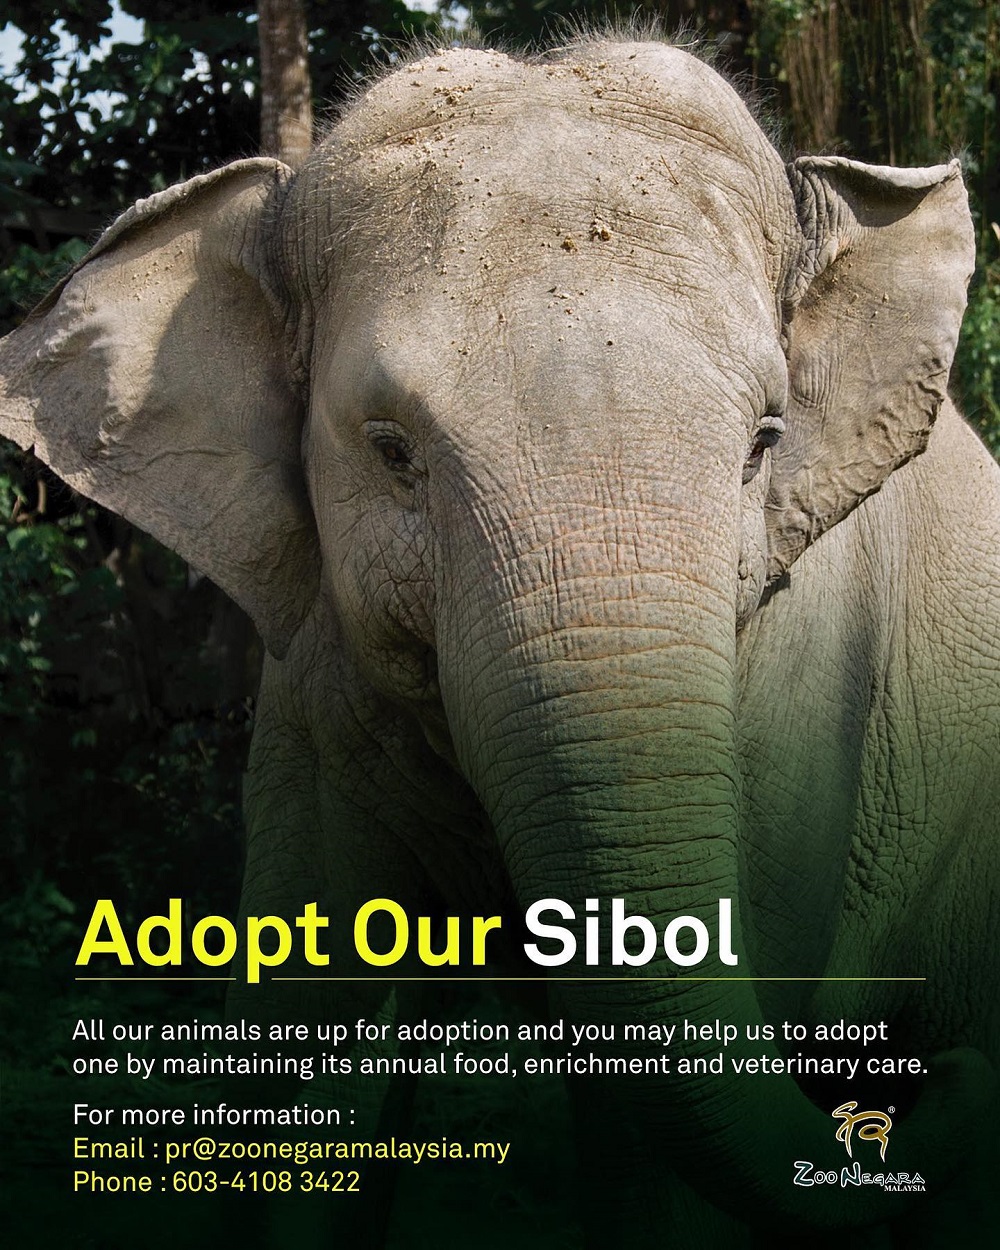 Adopt Our Sibol
All our animals are up for adoption and you may help us to adopt
one by maintaining its annual food, enrichment and veterinary care.
For more information :
Email : pr@zoonegaramalaysia.my
Phone : 603-4108 3422
®
ZOO NEGARA
MALAYSIA